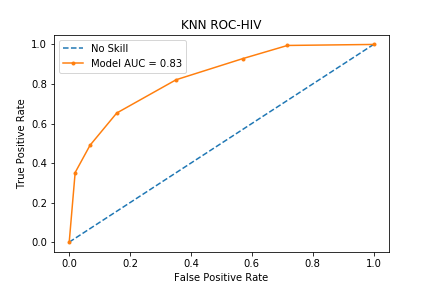 KNN ROC-HIV
No Skill
Model AUC = 0.83
True Positive Rate
1.0
0.8
0.6
0.4
0.2
0.0
0.0 0.2 0.4 0.6 0.8 1.0
False Positive Rate